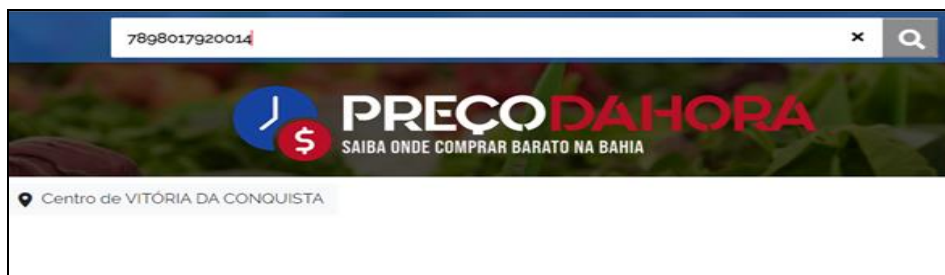 7898017920014
PREÇODAHORA
SAIBA ONDE COMPRAR BARATO NA BAHIA
Centro de VITÓRIA DA CONQUISTA